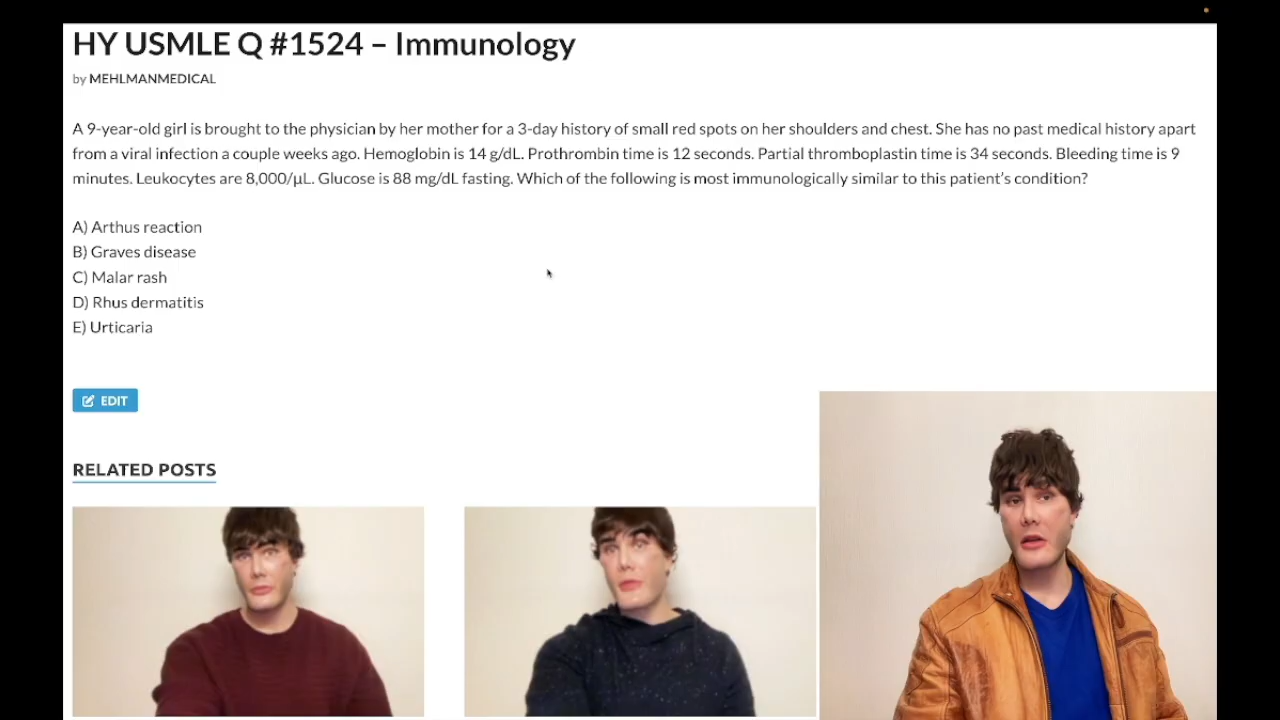 HY USMLE Q #1524 – Immunology
by MEHLMANMEDICAL
A 9-year-old girl is brought to the physician by her mother for a 3-day history of small red spots on her shoulders and chest. She has no past medical history apart
from a viral infection a couple weeks ago. Hemoglobin is 14 g/dL. Prothrombin time is 12 seconds. Partial thromboplastin time is 34 seconds. Bleeding time is 9
minutes. Leukocytes are 8,000/μL. Glucose is 88 mg/dL fasting. Which of the following is most immunologically similar to this patient’s condition?
A) Arthus reaction
B) Graves disease
C) Malar rash
D) Rhus dermatitis
E) Urticaria
EDIT
RELATED POSTS